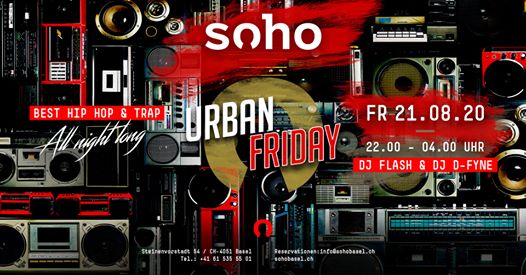 soho
BEST HIP HOP & TRAP
All night long
URBAN
FRIDAY
FR 21.08.20
22.00 - 04.00 UHR
DJ FLASH & DJ D-FYNE
Steinenvorstadt 54 / CH-4051 Basel
Tel.: +41 61 535 55 01
Reservationen:info@sohobasel.ch
sohobasel.ch